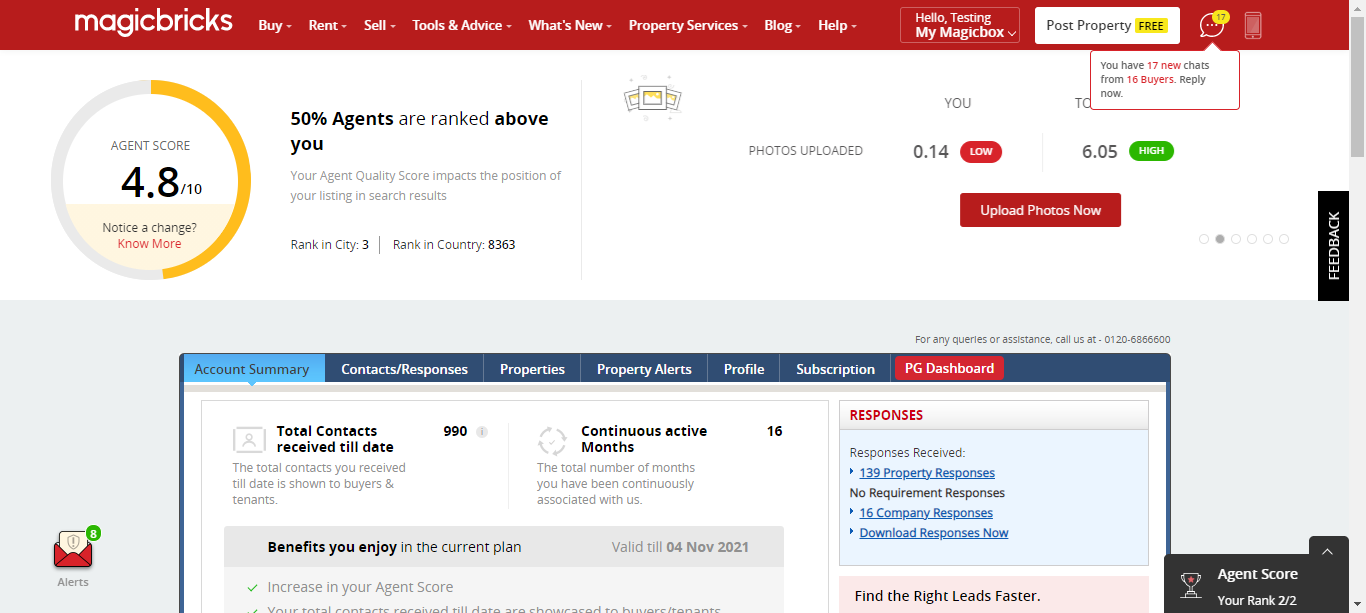 magicbricks
Buy Rent Sell Tools & Advice What's New Property Services Blog Help
Hello, Testing
My Magicbox
Post Property FREE
17
You have 17 new chats
from 16 Buyers. Reply
now.
AGENT SCORE
4.8/10
Notice a change?
Know More
50% Agents are ranked above
you
Your Agent Quality Score impacts the position of
your listing in search results
Rank in City: 3 Rank in Country: 8363
YOU TO
PHOTOS UPLOADED 0.14 LOW 6.05 HIGH
Upload Photos Now
FEEDBACK
For any queries or assistance, call us at - 0120-6866600
Account Summary Contacts/Responses Properties Property Alerts Profile Subscription PG Dashboard
Total Contacts
received till date
990
The total contacts you received
till date is shown to buyers &
tenants.
Continuous active
Months
16
The total number of months
you have been continuously
associated with us.
Benefits you enjoy in the current plan Valid till 04 Nov 2021
Increase in your Agent Score
Your total contacts received till date are showcased to buyers/tenants
RESPONSES
Responses Received:
139 Property Responses
No Requirement Responses
16 Company Responses
Download Responses Now
Find the Right Leads Faster.
8
Alerts
Agent Score
Your Rank 2/2